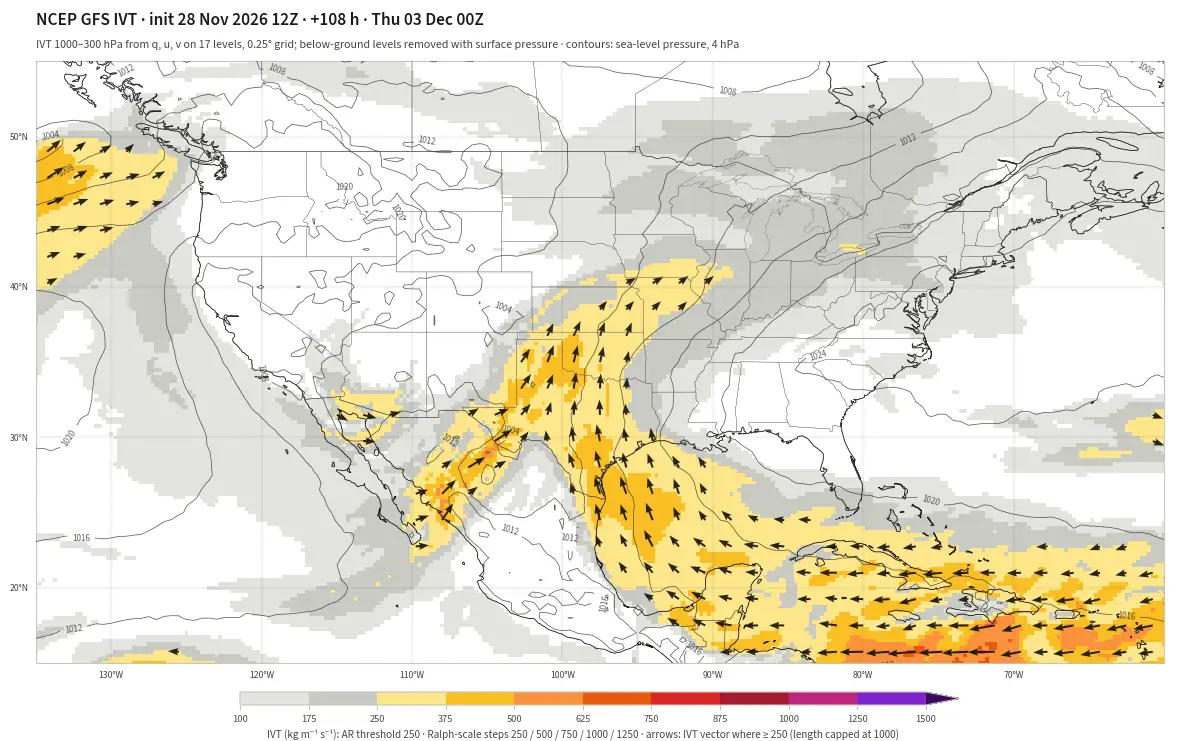 NCEP GFS IVT · init 28 Nov 2026 12Z · +108 h · Thu 03 Dec 00Z
IVT 1000–300 hPa from q, u, v on 17 levels, 0.25° grid; below-ground levels removed with surface pressure · contours: sea-level pressure, 4 hPa
1012
1008
1008
1008
1004
50°N
1012
1012
1008
1020
1020
40°N
1004
1024
1020
30°N
1004
1020
1016
1012
1012
20°N
1016
1016
1012
1016
130°W
120°W
110°W
100°W
90°W
80°W
70°W
100
175
250
375
500
625
750
875
1000
1250
1500
IVT (kg m⁻¹ s⁻¹): AR threshold 250 · Ralph-scale steps 250 / 500 / 750 / 1000 / 1250 · arrows: IVT vector where ≥ 250 (length capped at 1000)